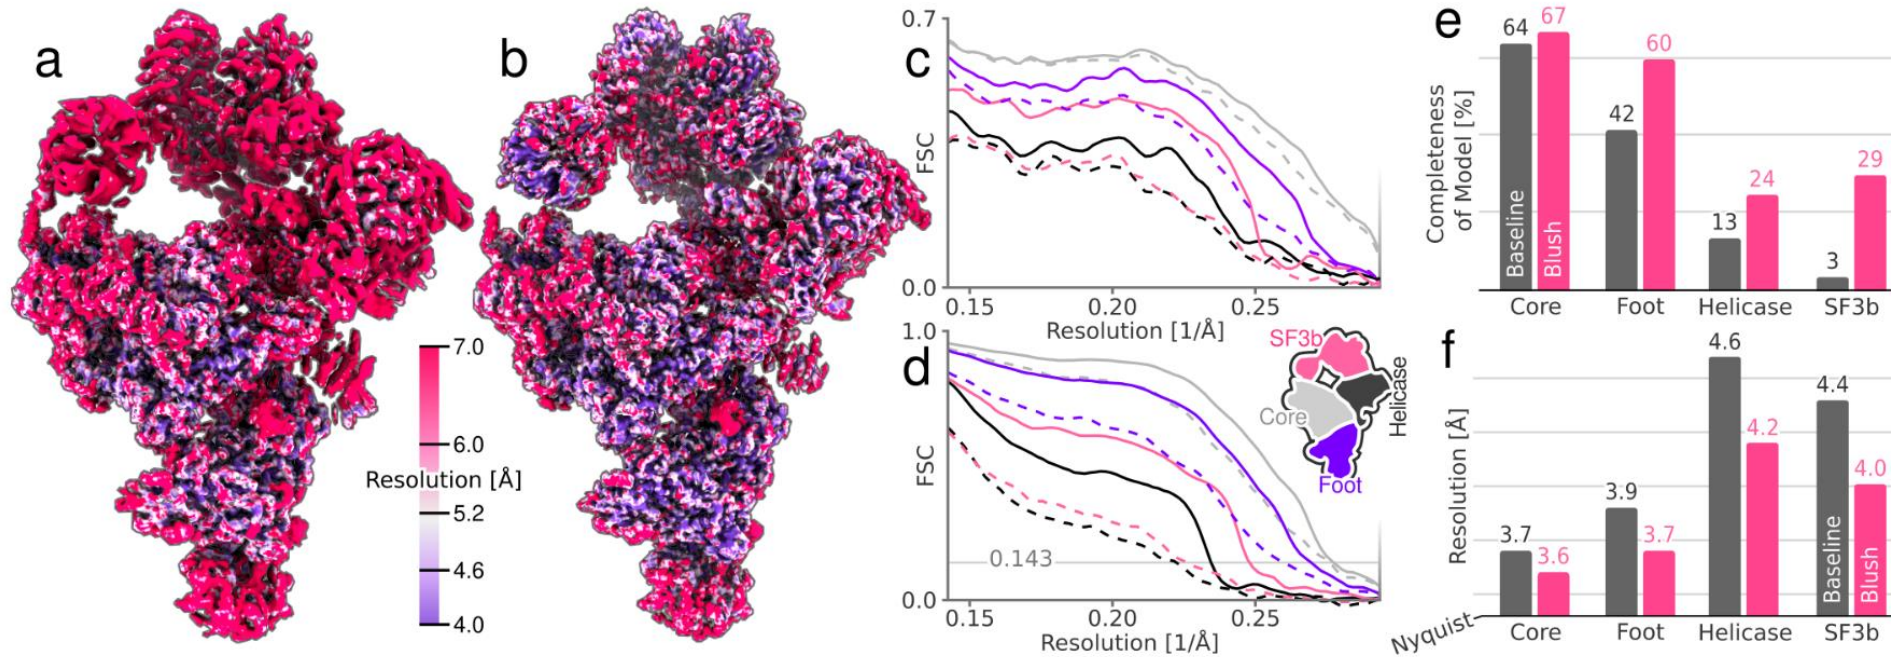 a
7.0
6.0
Resolution [Å]
5.2
4.6
4.0
b
c
0.7
FSC
0.0
0.15
0.20
0.25
Resolution [1/Å]
d
1.0
FSC
0.143
0.0
0.15
0.20
0.25
Resolution [1/Å]
SF3b
Helicase
Core
Foot
e
Completeness
of Model [%]
64
67
42
60
13
24
3
29
Baseline
Blush
Core
Foot
Helicase
SF3b
f
Resolution [Å]
3.7
3.6
3.9
3.7
4.6
4.2
4.4
4.0
Baseline
Blush
Nyquist
Core
Foot
Helicase
SF3b